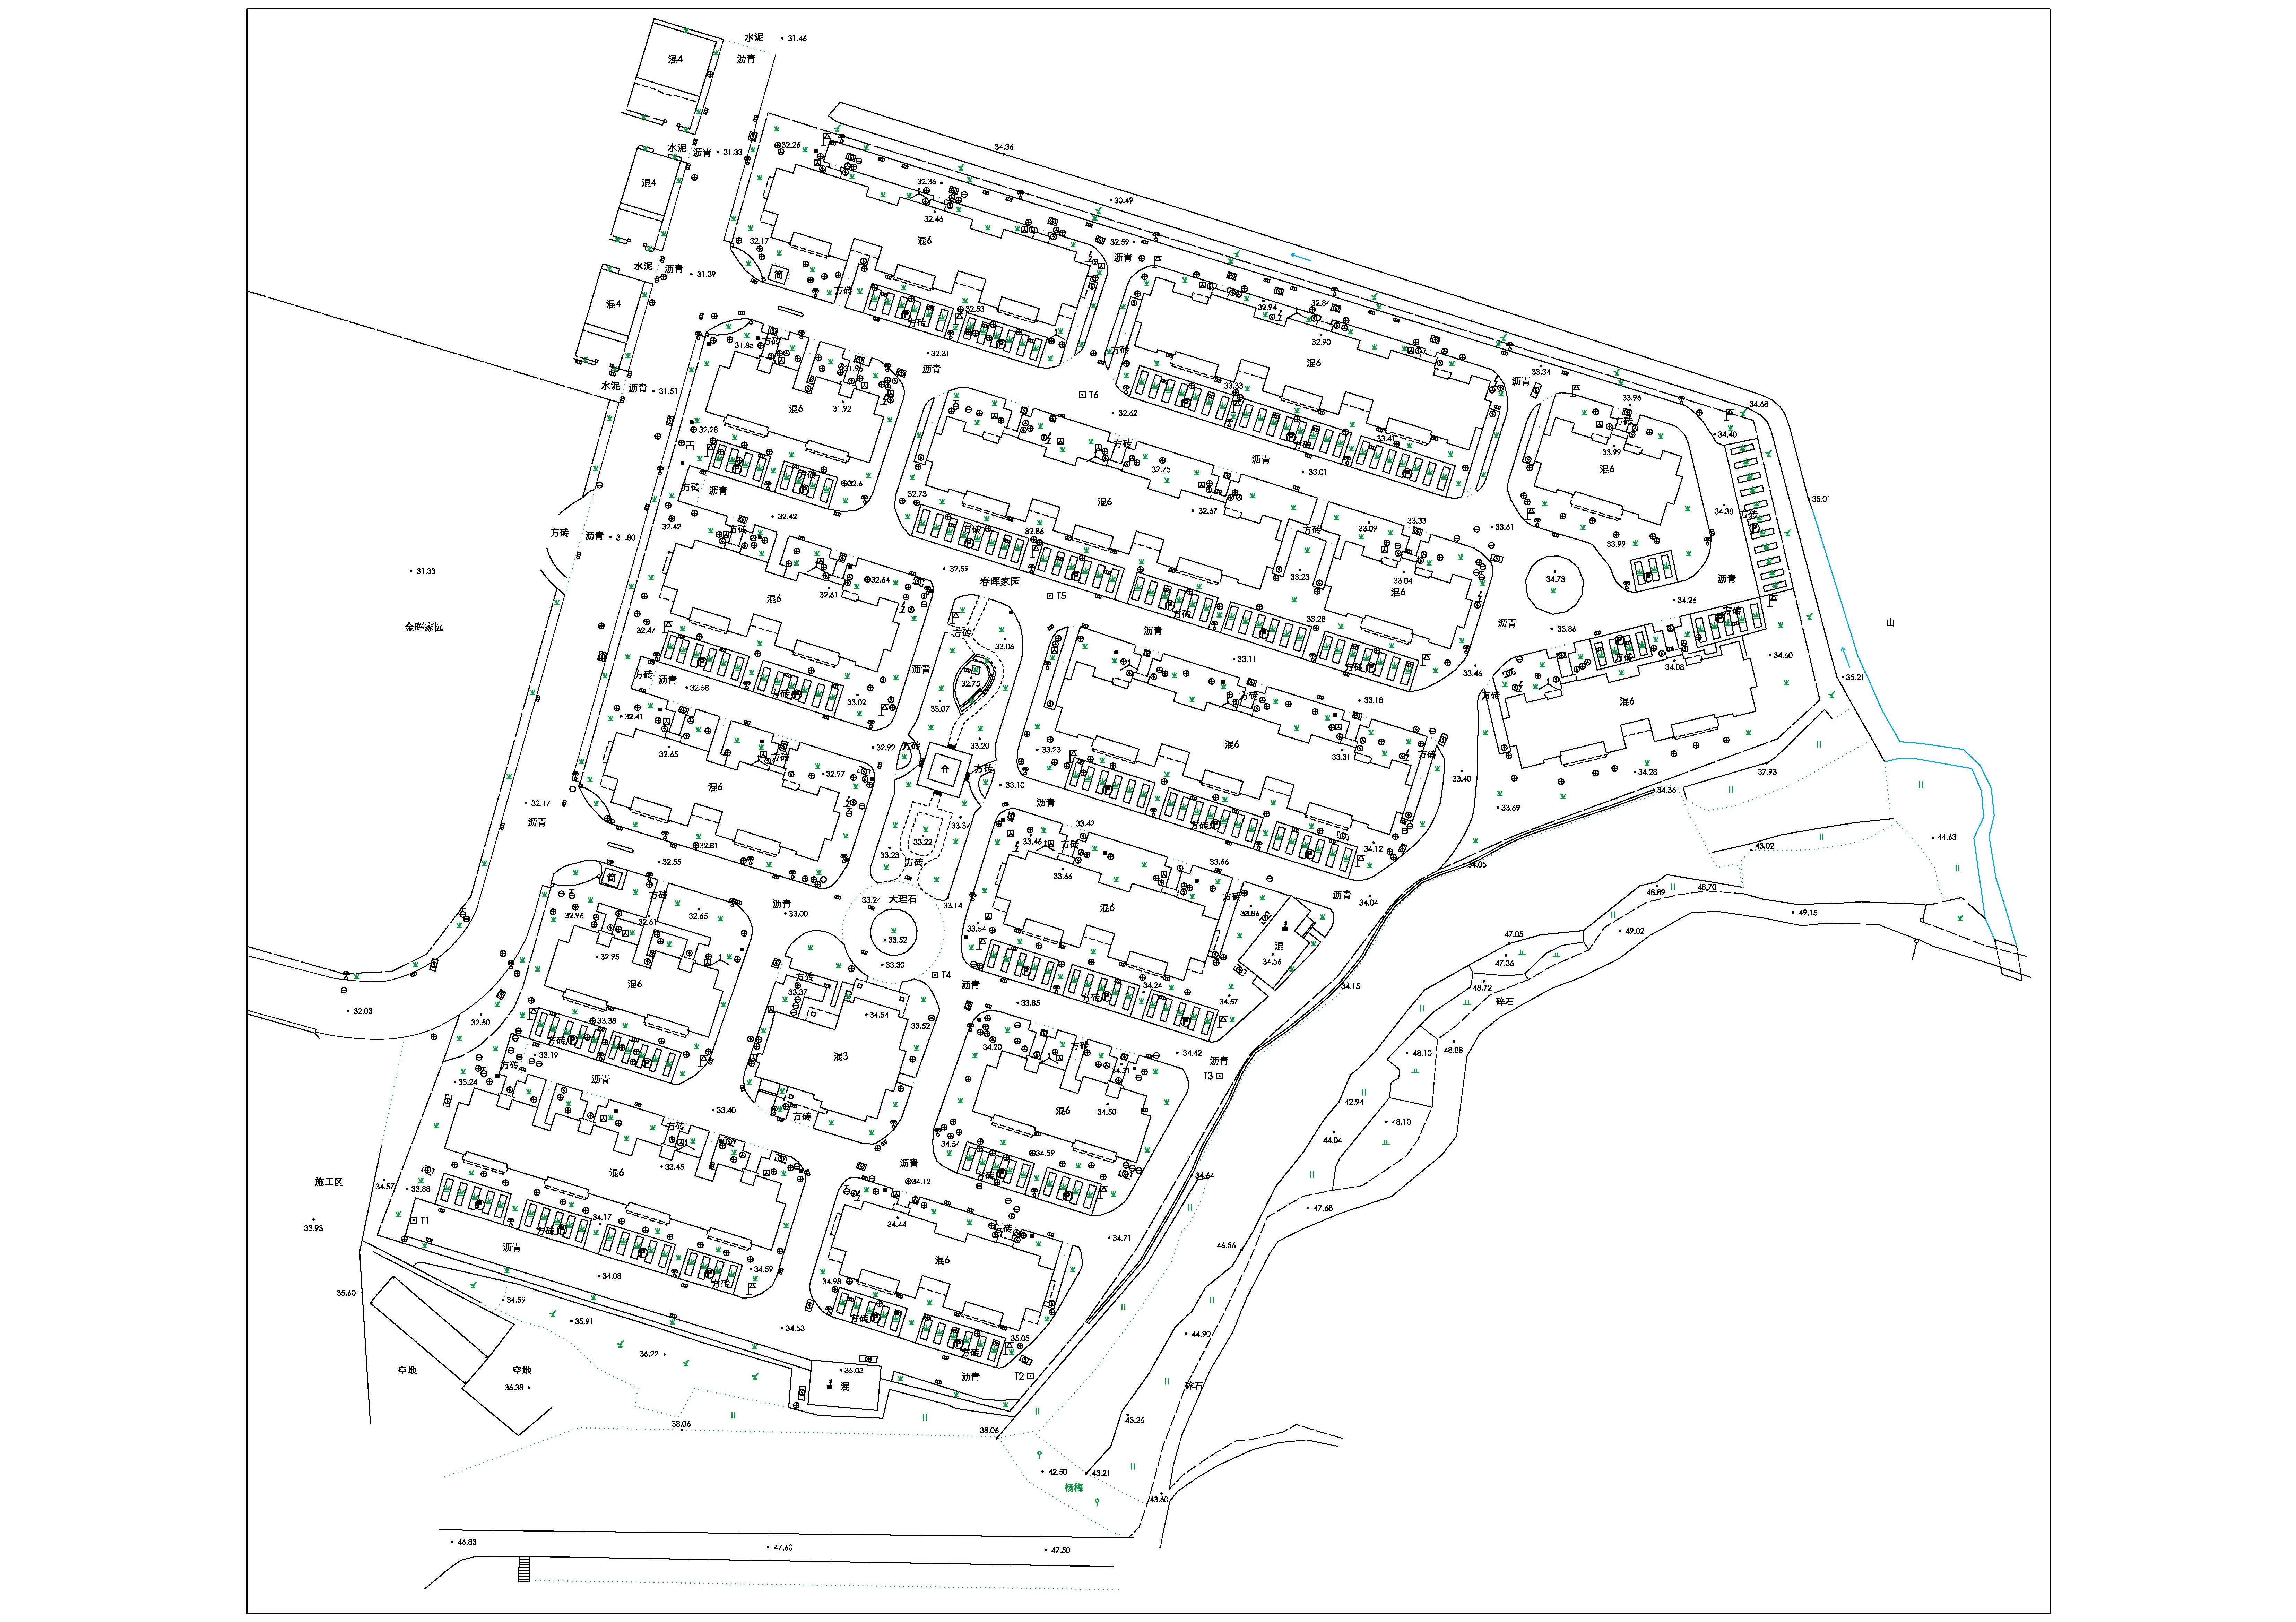 水泥 31.46
混4 沥青
34.36
水泥 沥青 31.33
32.26
混4
32.36
30.49
32.46
32.17 混6
32.59
沥青
水泥 沥青 31.39
简
方砖
混4
32.53
32.94 32.84
方砖
31.85 方砖
32.90
32.31 方砖
混6
沥青 31.95
33.34
沥青
水泥 沥青 31.51
T6
33.33
33.96
混6 31.92
32.62
34.68
方砖
32.28
方砖
33.41
34.40
方砖
33.99
沥青
混6
32.75
33.01
方砖 32.61
方砖 沥青
32.73
混6
35.01
32.42
32.67
34.38
方砖
32.42 方砖
方砖 32.86
方砖 33.09 33.33
33.61
方砖 沥青 31.80
33.99
31.33
32.59
春晖家园
33.23 33.04
34.73
沥青
32.64
混6
32.61
混6
T5
34.26
方砖
金晖家园
32.47
方砖
沥青
方砖
33.28
沥青 33.86
山
33.06
33.11
方砖
34.60
方砖
34.08
沥青
33.46
方砖 沥青
32.75
35.21
32.58
方砖
33.02
33.07
方砖
33.18
方砖
混6
32.41
33.20
混6
32.65
方砖
32.92 方砖
33.23
33.31
方砖
32.97
方砖
34.28
37.93
33.40
混6
33.10
34.36
32.17
沥青
33.69
沥青
33.37
方砖
33.42
33.22
33.46 方砖
44.63
32.81
34.12
43.02
33.23
方砖
32.55
33.66
34.05
简
33.66
沥青
48.89 48.70
方砖
33.24 大理石
33.14
方砖
34.04
沥青
33.00
混6
33.86
49.15
32.96 32.61 32.65
33.54
49.02
33.52
混
47.05
32.95
33.30
34.56
47.36
混6
方砖
T4
沥青
34.24
34.15
48.72
33.37
方砖
碎石
34.57
32.03
33.85
34.54
32.50
33.38
33.52
方砖
34.20 方砖
34.42
沥青
48.88
33.19
混3
48.10
方砖
34.31
T3
沥青
33.24
42.94
33.40
方砖
混6
34.50
48.10
方砖
34.54
44.04
34.59
33.45
混6
沥青
方砖
34.64
施工区
34.57
33.88
34.12
33.93
T1
34.17
34.44
方砖
47.68
方砖
34.71
沥青
46.56
混6
34.08
34.59
方砖
34.98
35.60
34.59
方砖
35.91
34.53
35.05
44.90
36.22
方砖
空地 空地
35.03
沥青 T2
36.38
混
碎石
38.06
38.06
43.26
42.50 43.21
杨梅
43.60
46.83
47.60
47.50